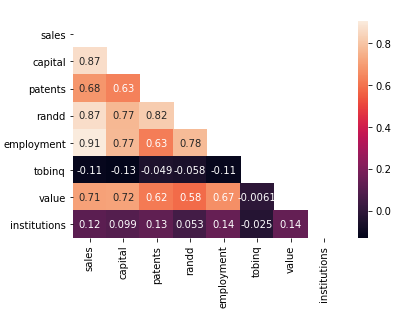 sales
capital 0.87
patents 0.68 0.63
randd 0.87 0.77 0.82
employment 0.91 0.77 0.63 0.78
tobinq -0.11 -0.13 -0.049 -0.058 -0.11
value 0.71 0.72 0.62 0.58 0.67 -0.0061
institutions 0.12 0.099 0.13 0.053 0.14 -0.025 0.14
sales capital patents randd employment tobinq value institutions
0.8
0.6
0.4
0.2
0.0